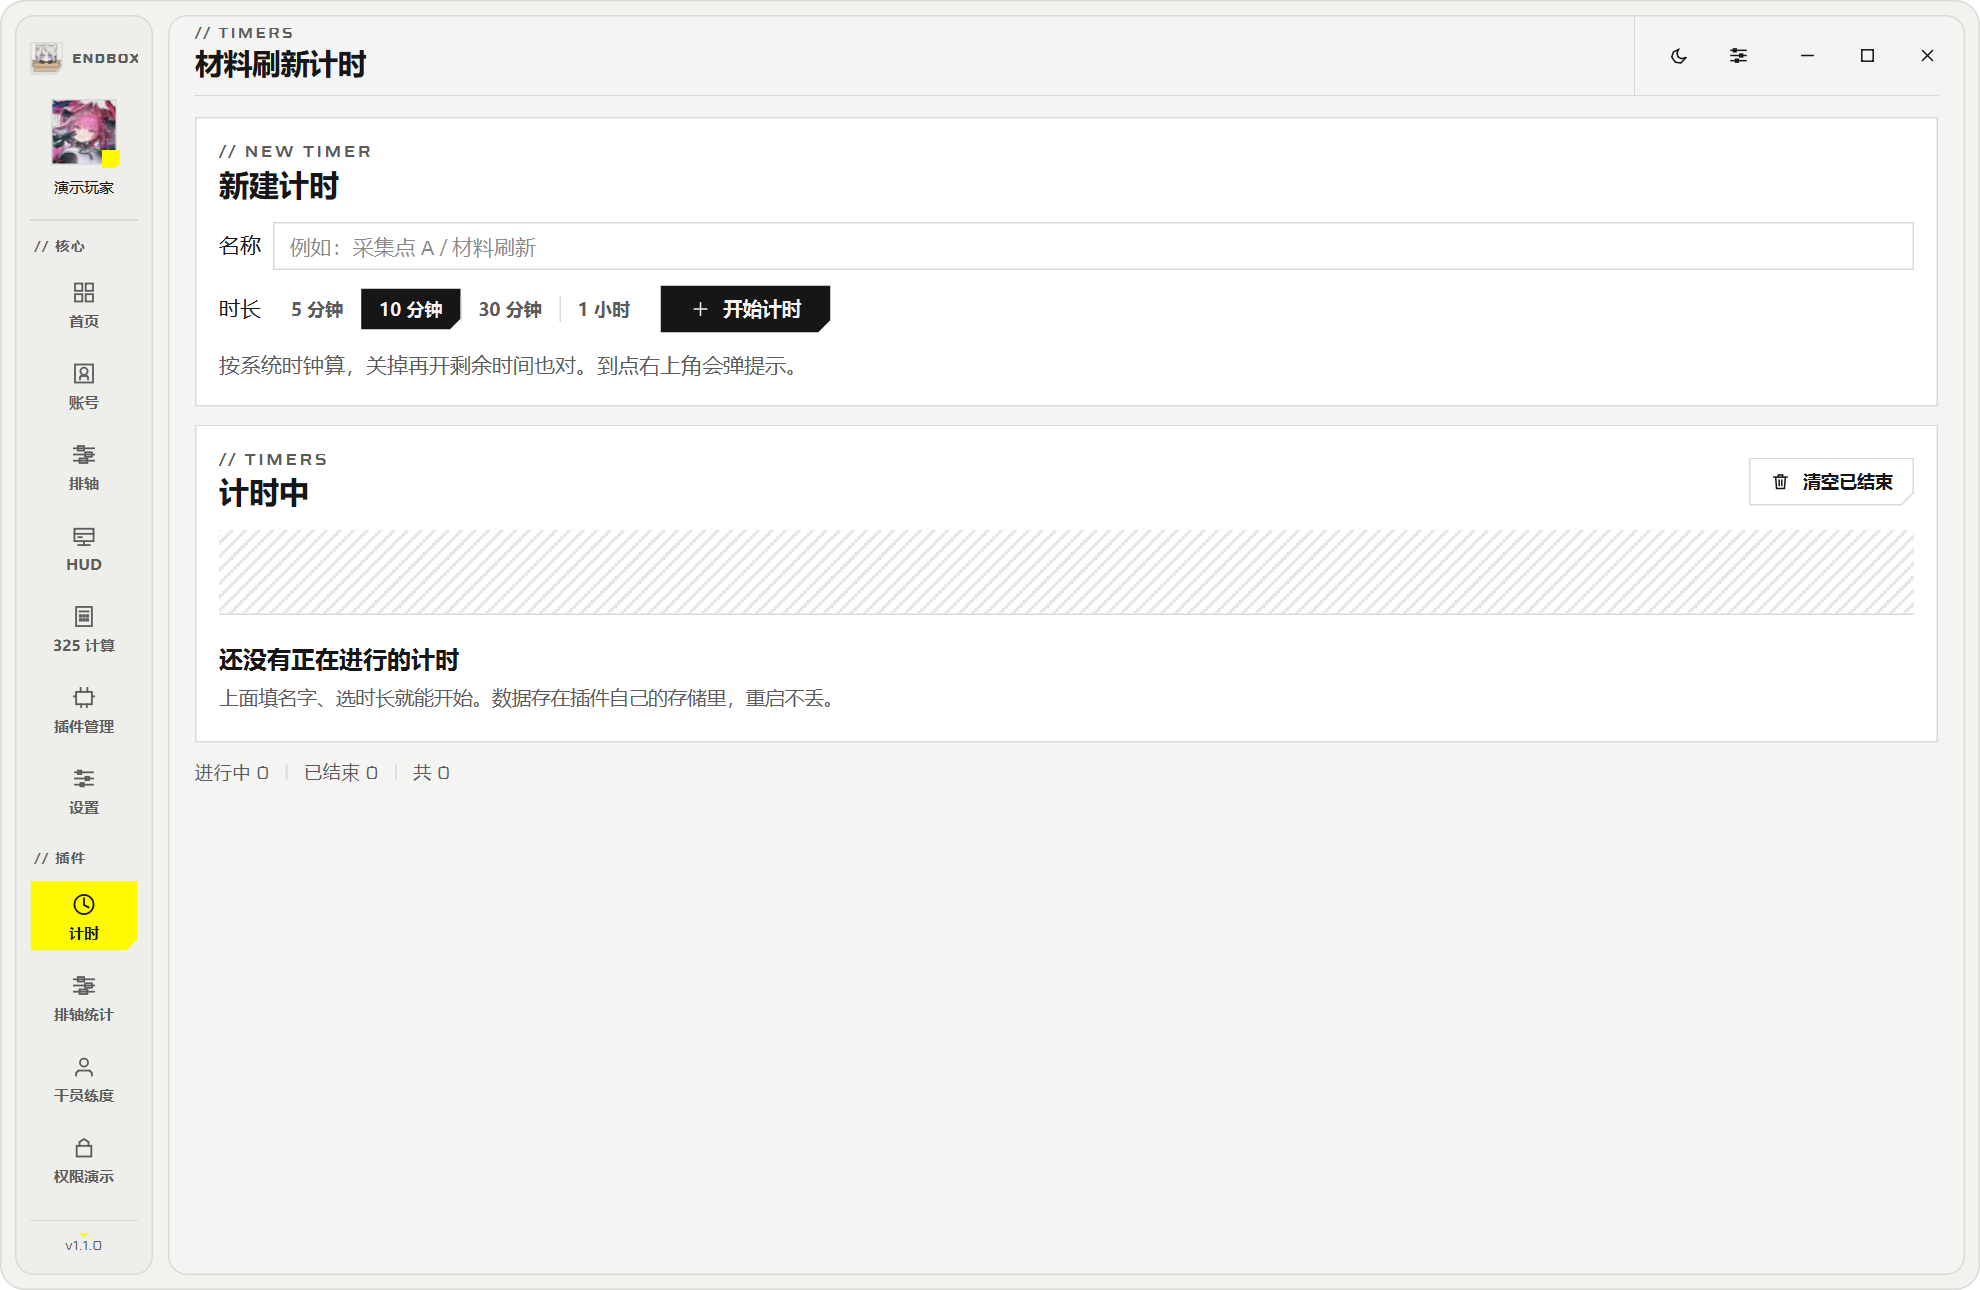 ENDBOX
演示玩家
// 核心
首页
账号
排轴
HUD
325 计算
插件管理
设置
// 插件
计时
排轴统计
干员练度
权限演示
v1.1.0
// TIMERS
材料刷新计时
// NEW TIMER
新建计时
名称 例如：采集点 A / 材料刷新
时长 5 分钟 10 分钟 30 分钟 1 小时 开始计时
按系统时钟算，关掉再开剩余时间也对。到点右上角会弹提示。
// TIMERS
计时中
清空已结束
还没有正在进行的计时
上面填名字、选时长就能开始。数据存在插件自己的存储里，重启不丢。
进行中 0 已结束 0 共 0